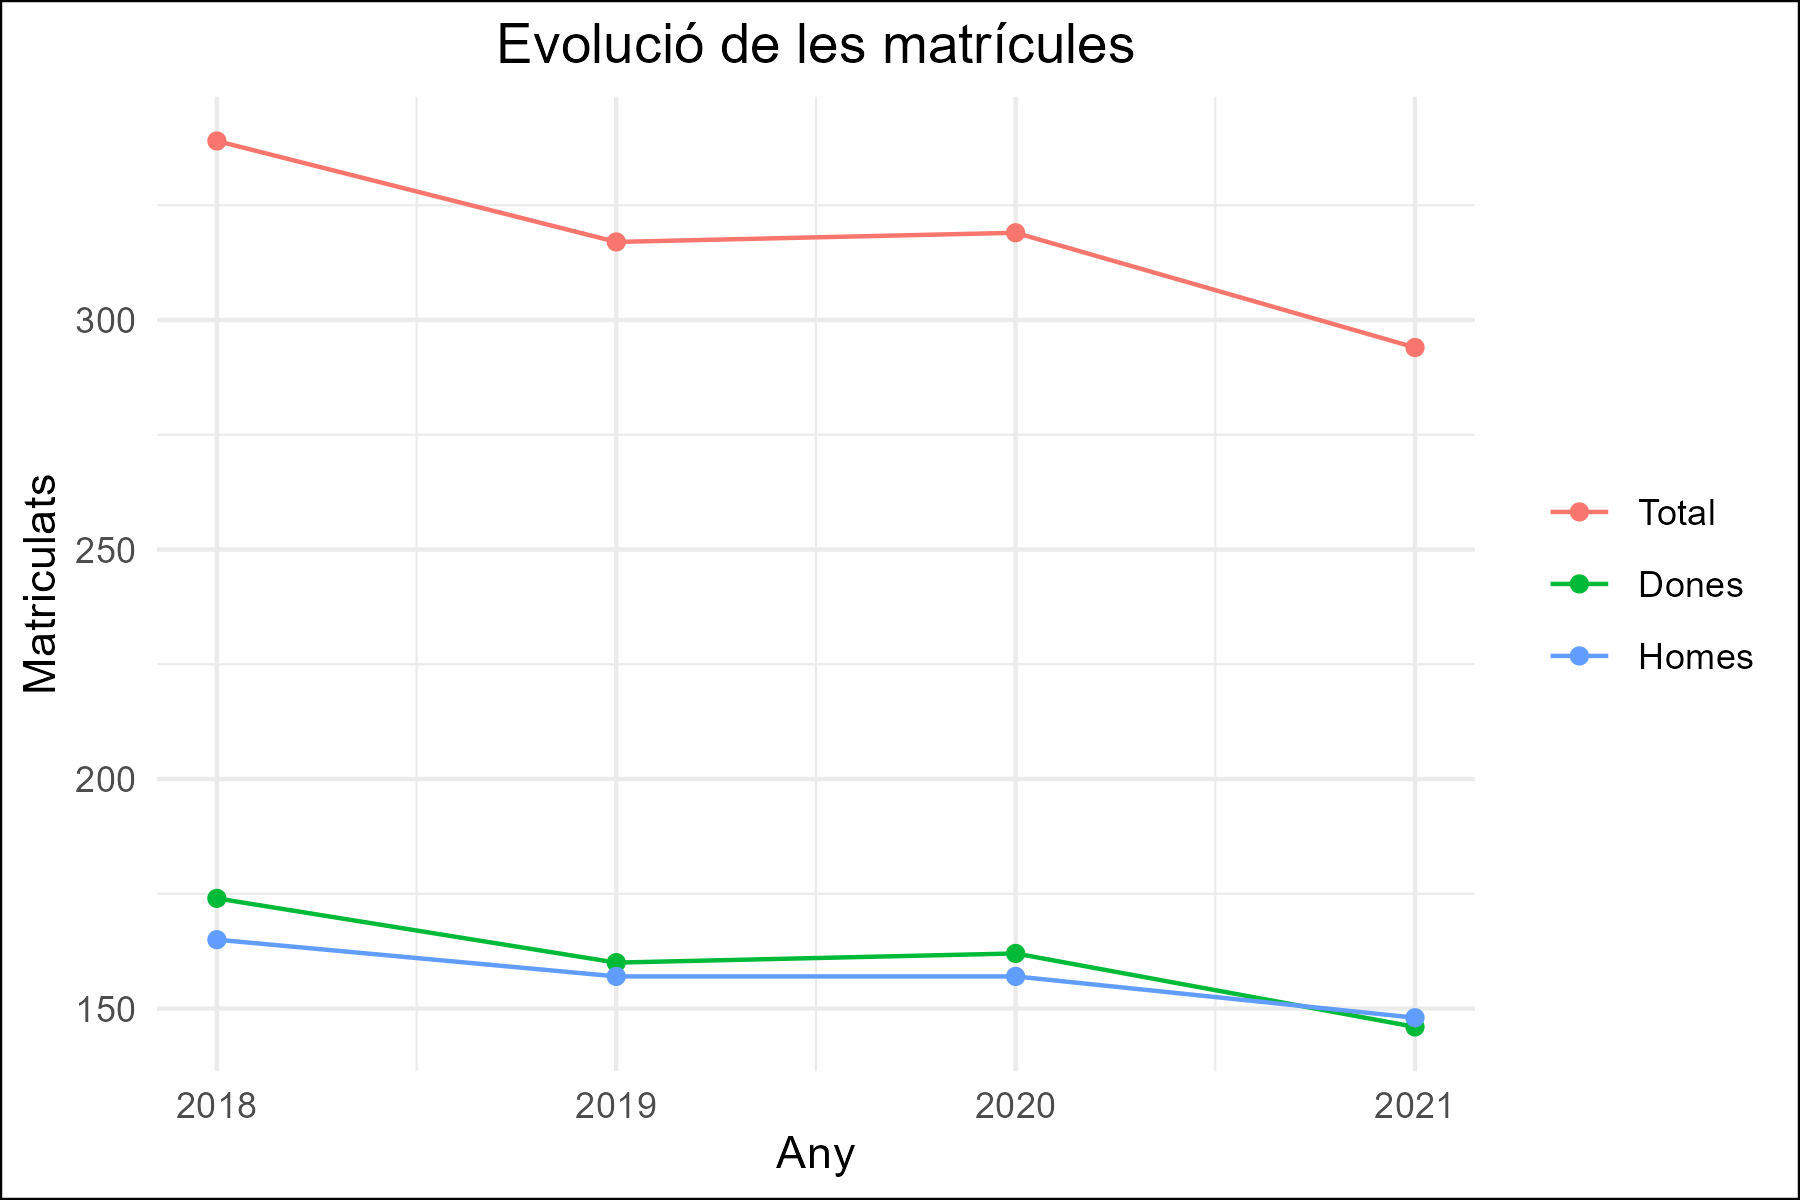 Evolució de les matrícules
Matriculats
300
250
200
150
2018 2019 2020 2021
Any
Total
Dones
Homes